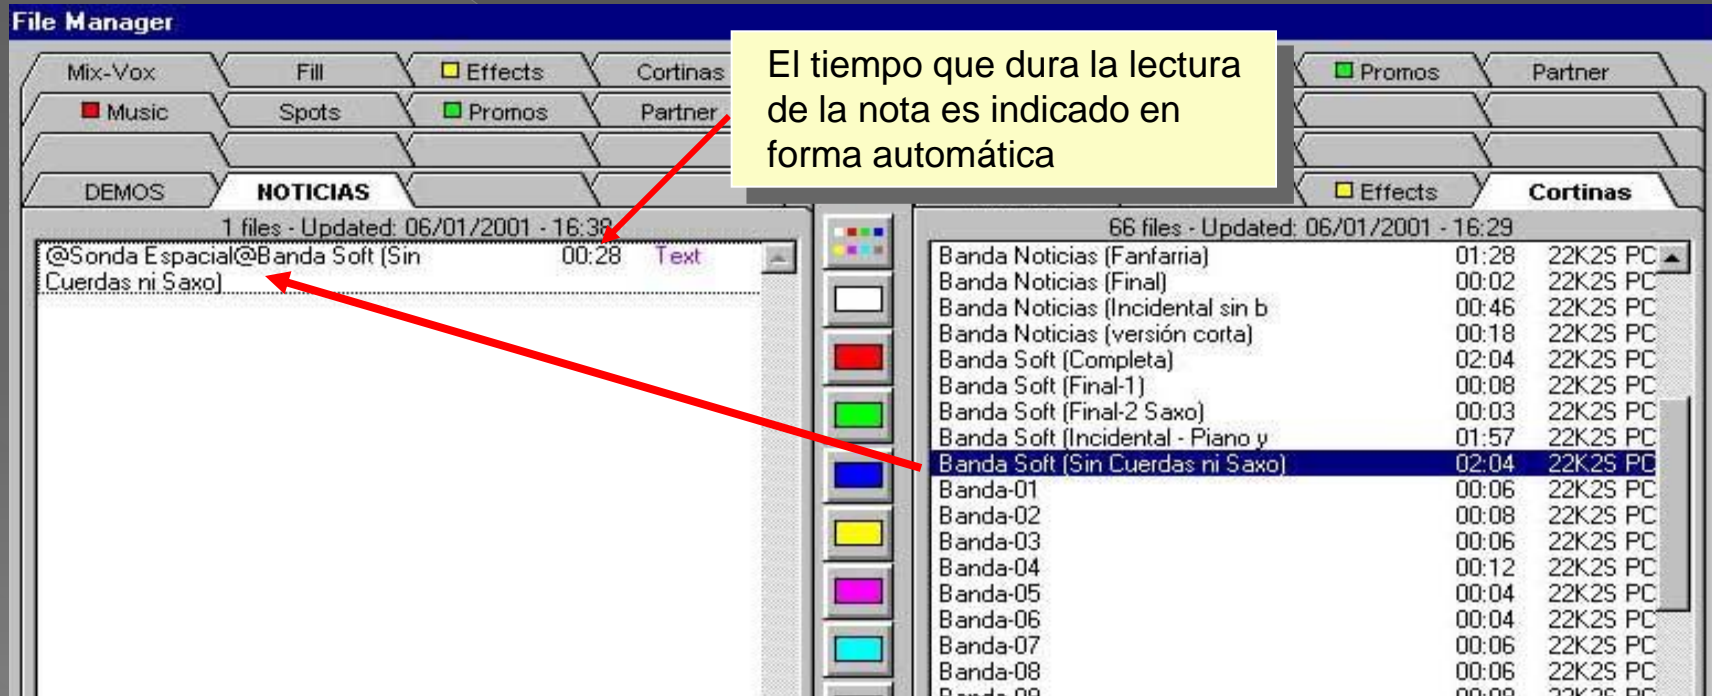 File Manager
Mix-Vox Fill Effects Cortinas
Music Spots Promos Partner
DEMOS NOTICIAS
1 files - Updated: 06/01/2001 - 16:38
@Sonda Espacial@Banda Soft (Sin 00:28 Text
Cuerdas ni Saxo)
El tiempo que dura la lectura
de la nota es indicado en
forma automática
Promos Partner
Effects Cortinas
66 files - Updated: 06/01/2001 - 16:29
Banda Noticias (Fanfarria) 01:28 22K2S PC
Banda Noticias (Final) 00:02 22K2S PC
Banda Noticias (Incidental sin b 00:46 22K2S PC
Banda Noticias (versión corta) 00:18 22K2S PC
Banda Soft (Completa) 02:04 22K2S PC
Banda Soft (Final-1) 00:08 22K2S PC
Banda Soft (Final-2 Saxo) 00:03 22K2S PC
Banda Soft (Incidental - Piano y 01:57 22K2S PC
Banda Soft (Sin Cuerdas ni Saxo) 02:04 22K2S PC
Banda-01 00:06 22K2S PC
Banda-02 00:08 22K2S PC
Banda-03 00:06 22K2S PC
Banda-04 00:12 22K2S PC
Banda-05 00:04 22K2S PC
Banda-06 00:04 22K2S PC
Banda-07 00:06 22K2S PC
Banda-08 00:06 22K2S PC